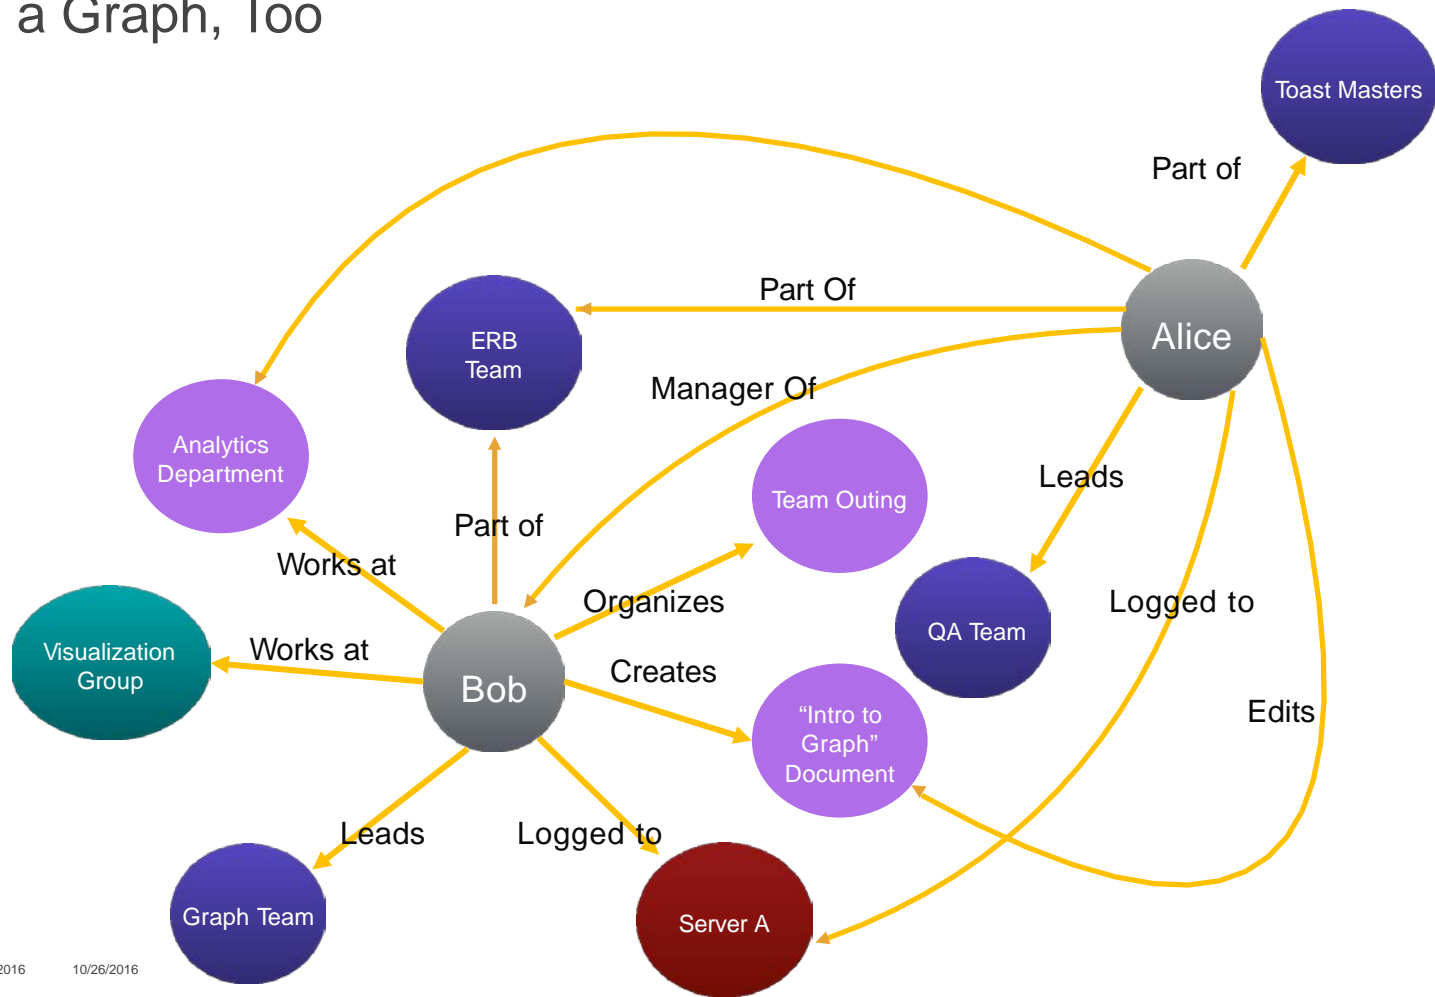 a Graph, Too
Toast Masters
Part of
Part Of
Alice
ERB
Team
Manager Of
Analytics
Department
Team Outing
Leads
Part of
Works at
Organizes
Logged to
QA Team
Visualization
Group
Works at
Creates
Bob
"Intro to
Graph"
Document
Edits
Leads
Logged to
Graph Team
Server A
2016 10/26/2016